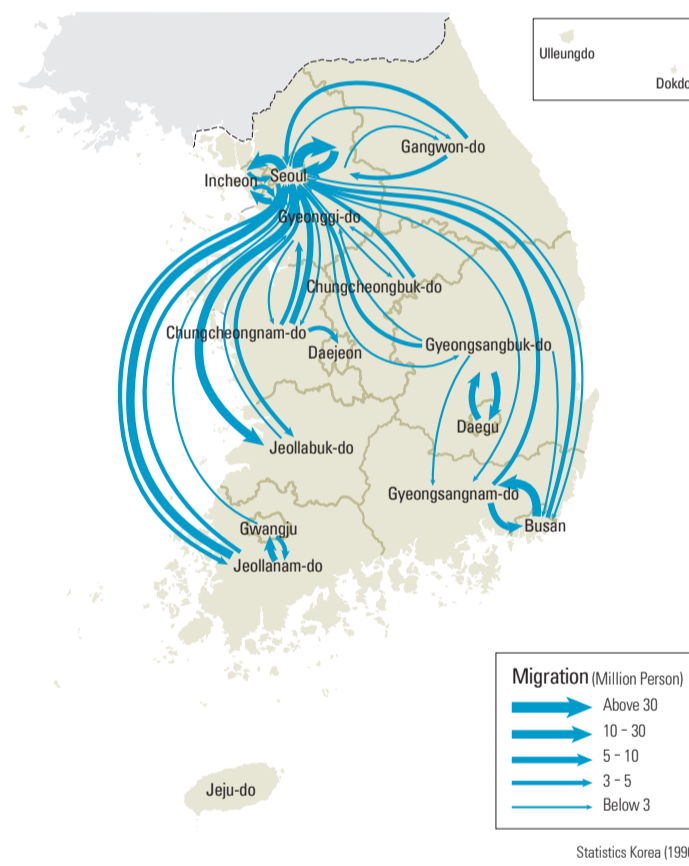 Ulleungdo
Dokdo
Gangwon-do
Incheon
Seoul
Gyeonggi-do
Chungcheongbuk-do
Chungcheongnam-do
Daejeon
Gyeongsangbuk-do
Daegu
Jeollabuk-do
Gyeongsangnam-do
Busan
Gwangju
Jeollanam-do
Jeju-do
Migration (Million Person)
Above 30
10 – 30
5 – 10
3 – 5
Below 3
Statistics Korea